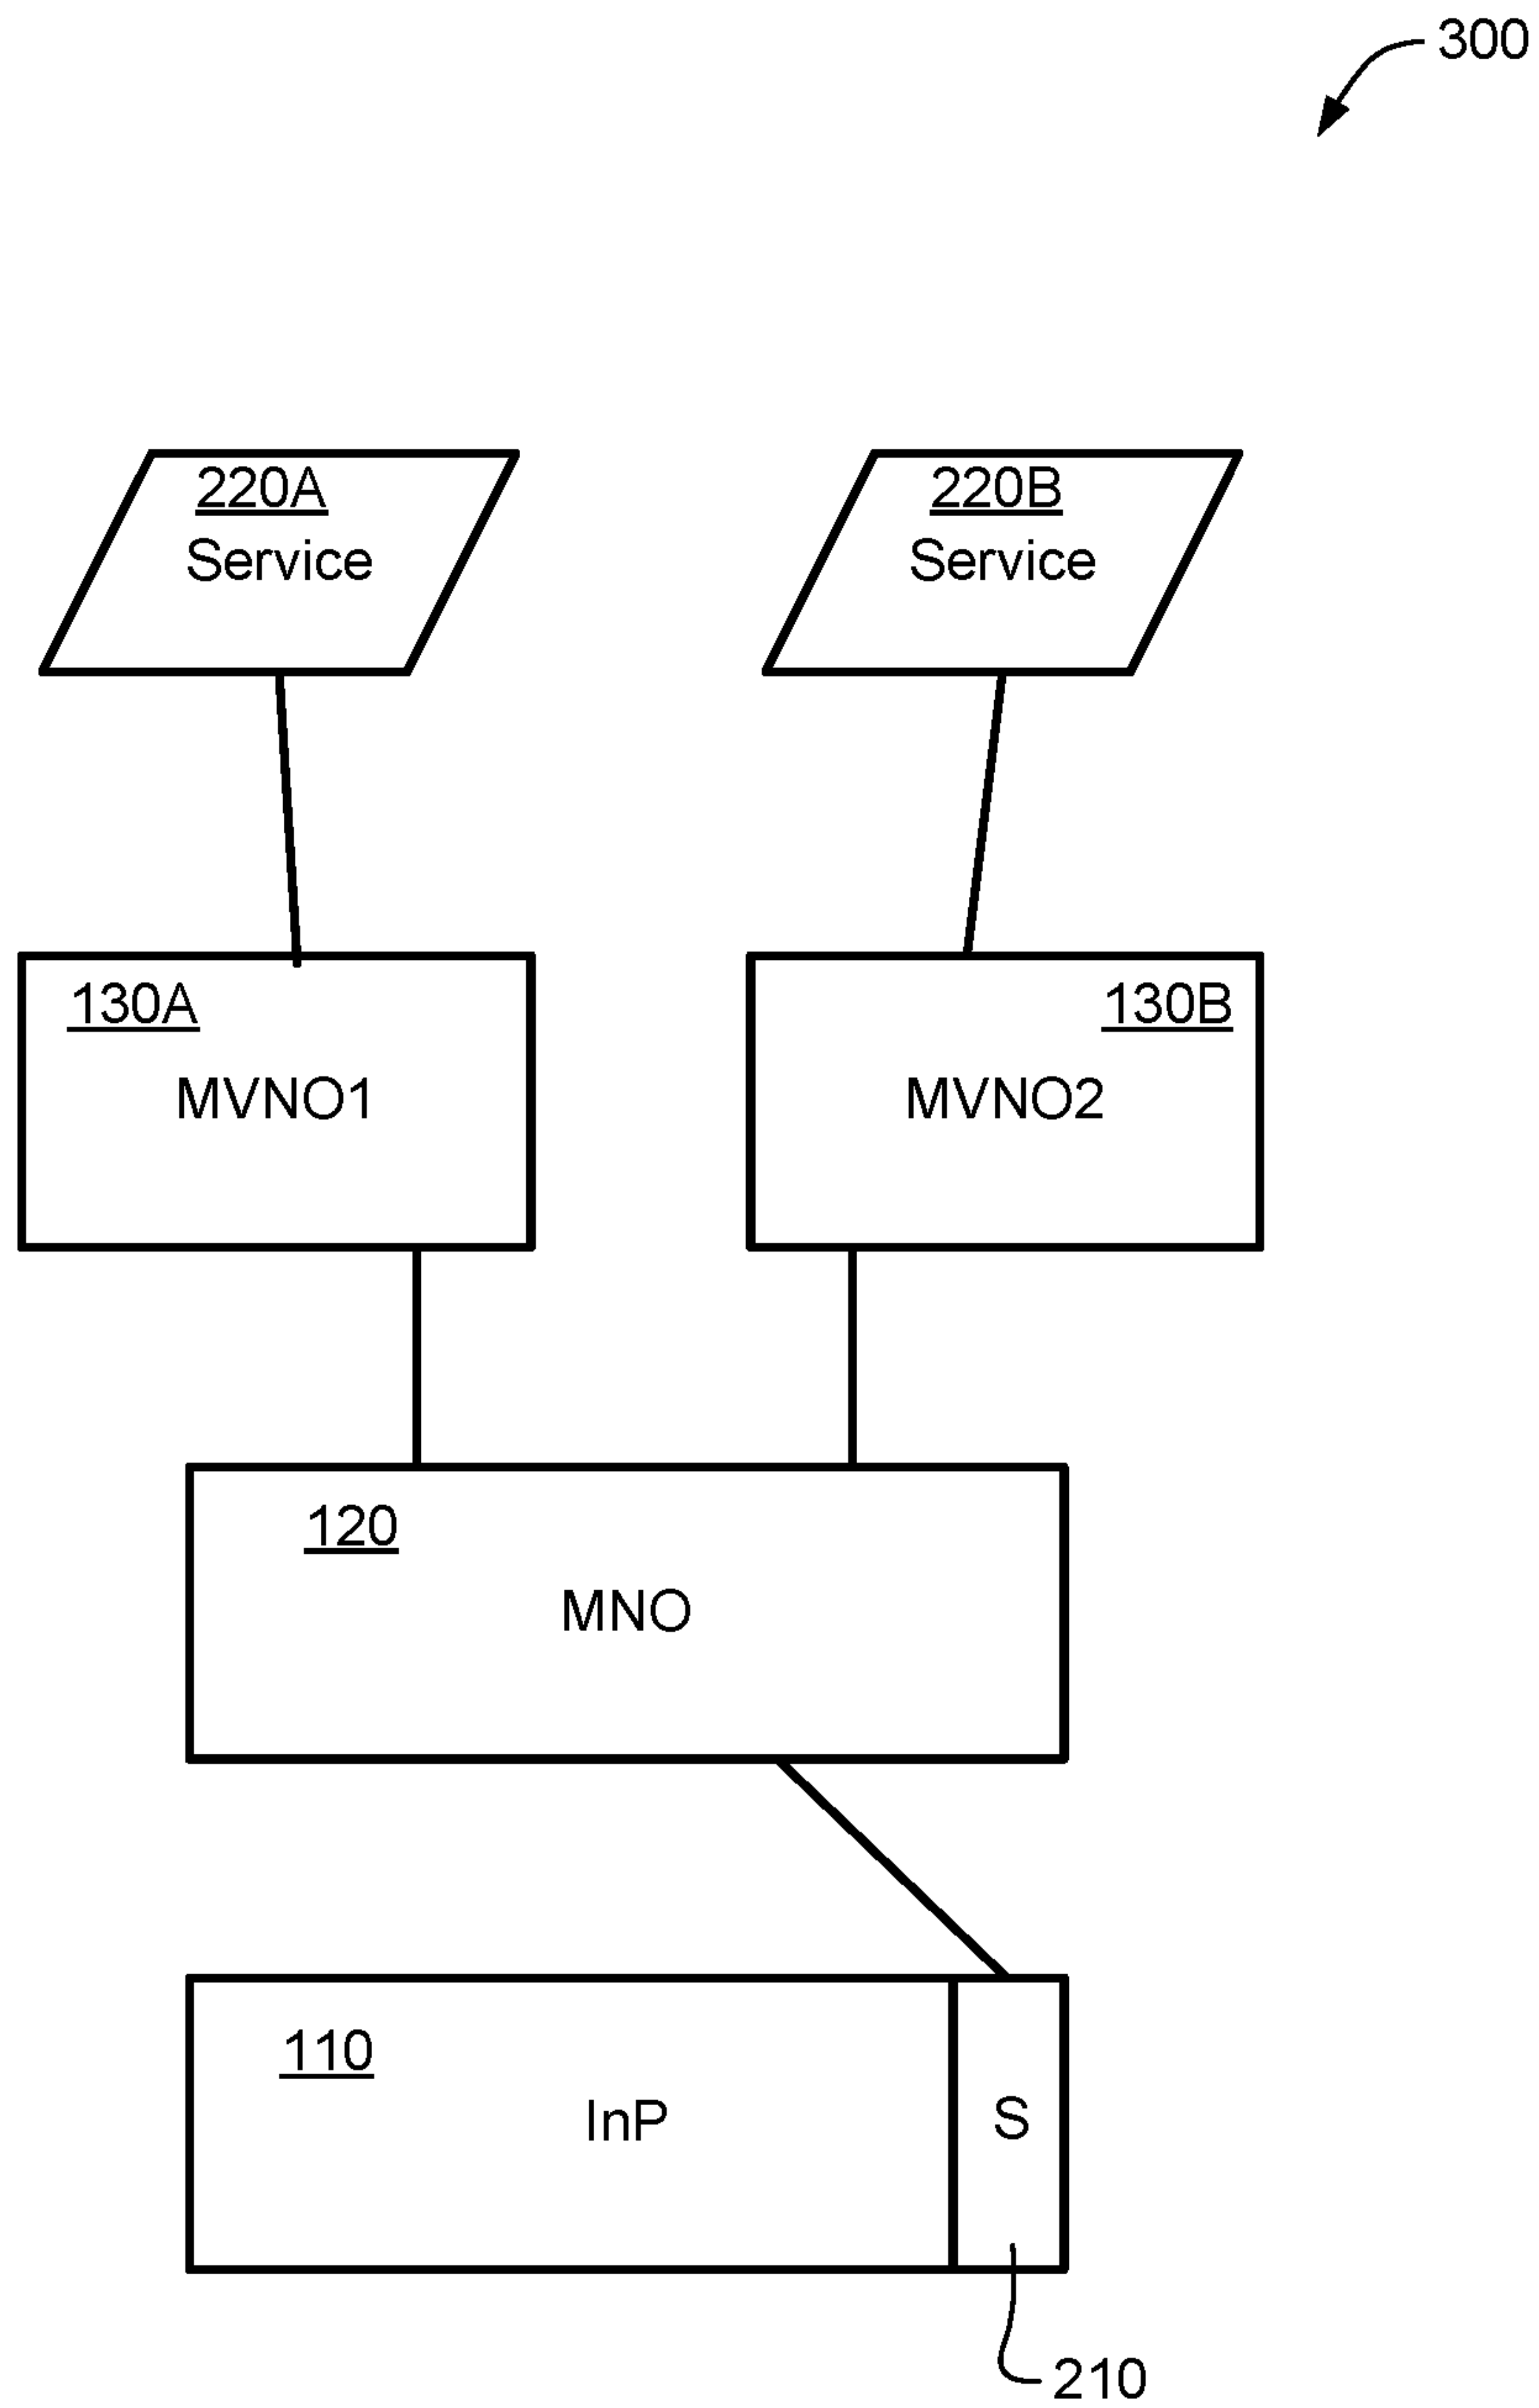 300
220A
Service
220B
Service
130A
MVNO1
130B
MVNO2
120
MNO
110
InP
S
210